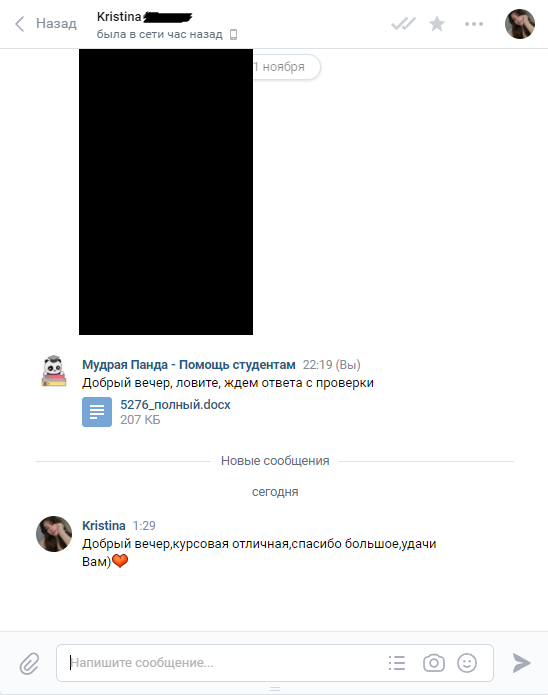 Назад
Kristina
была в сети час назад
1 ноября
Мудрая Панда - Помощь студентам 22:19 (Вы)
Добрый вечер, ловите, ждем ответа с проверки
5276_полный.docx
207 КБ
Новые сообщения
сегодня
Kristina 1:29
Добрый вечер,курсовая отличная,спасибо большое,удачи
Вам)❤
Напишите сообщение...